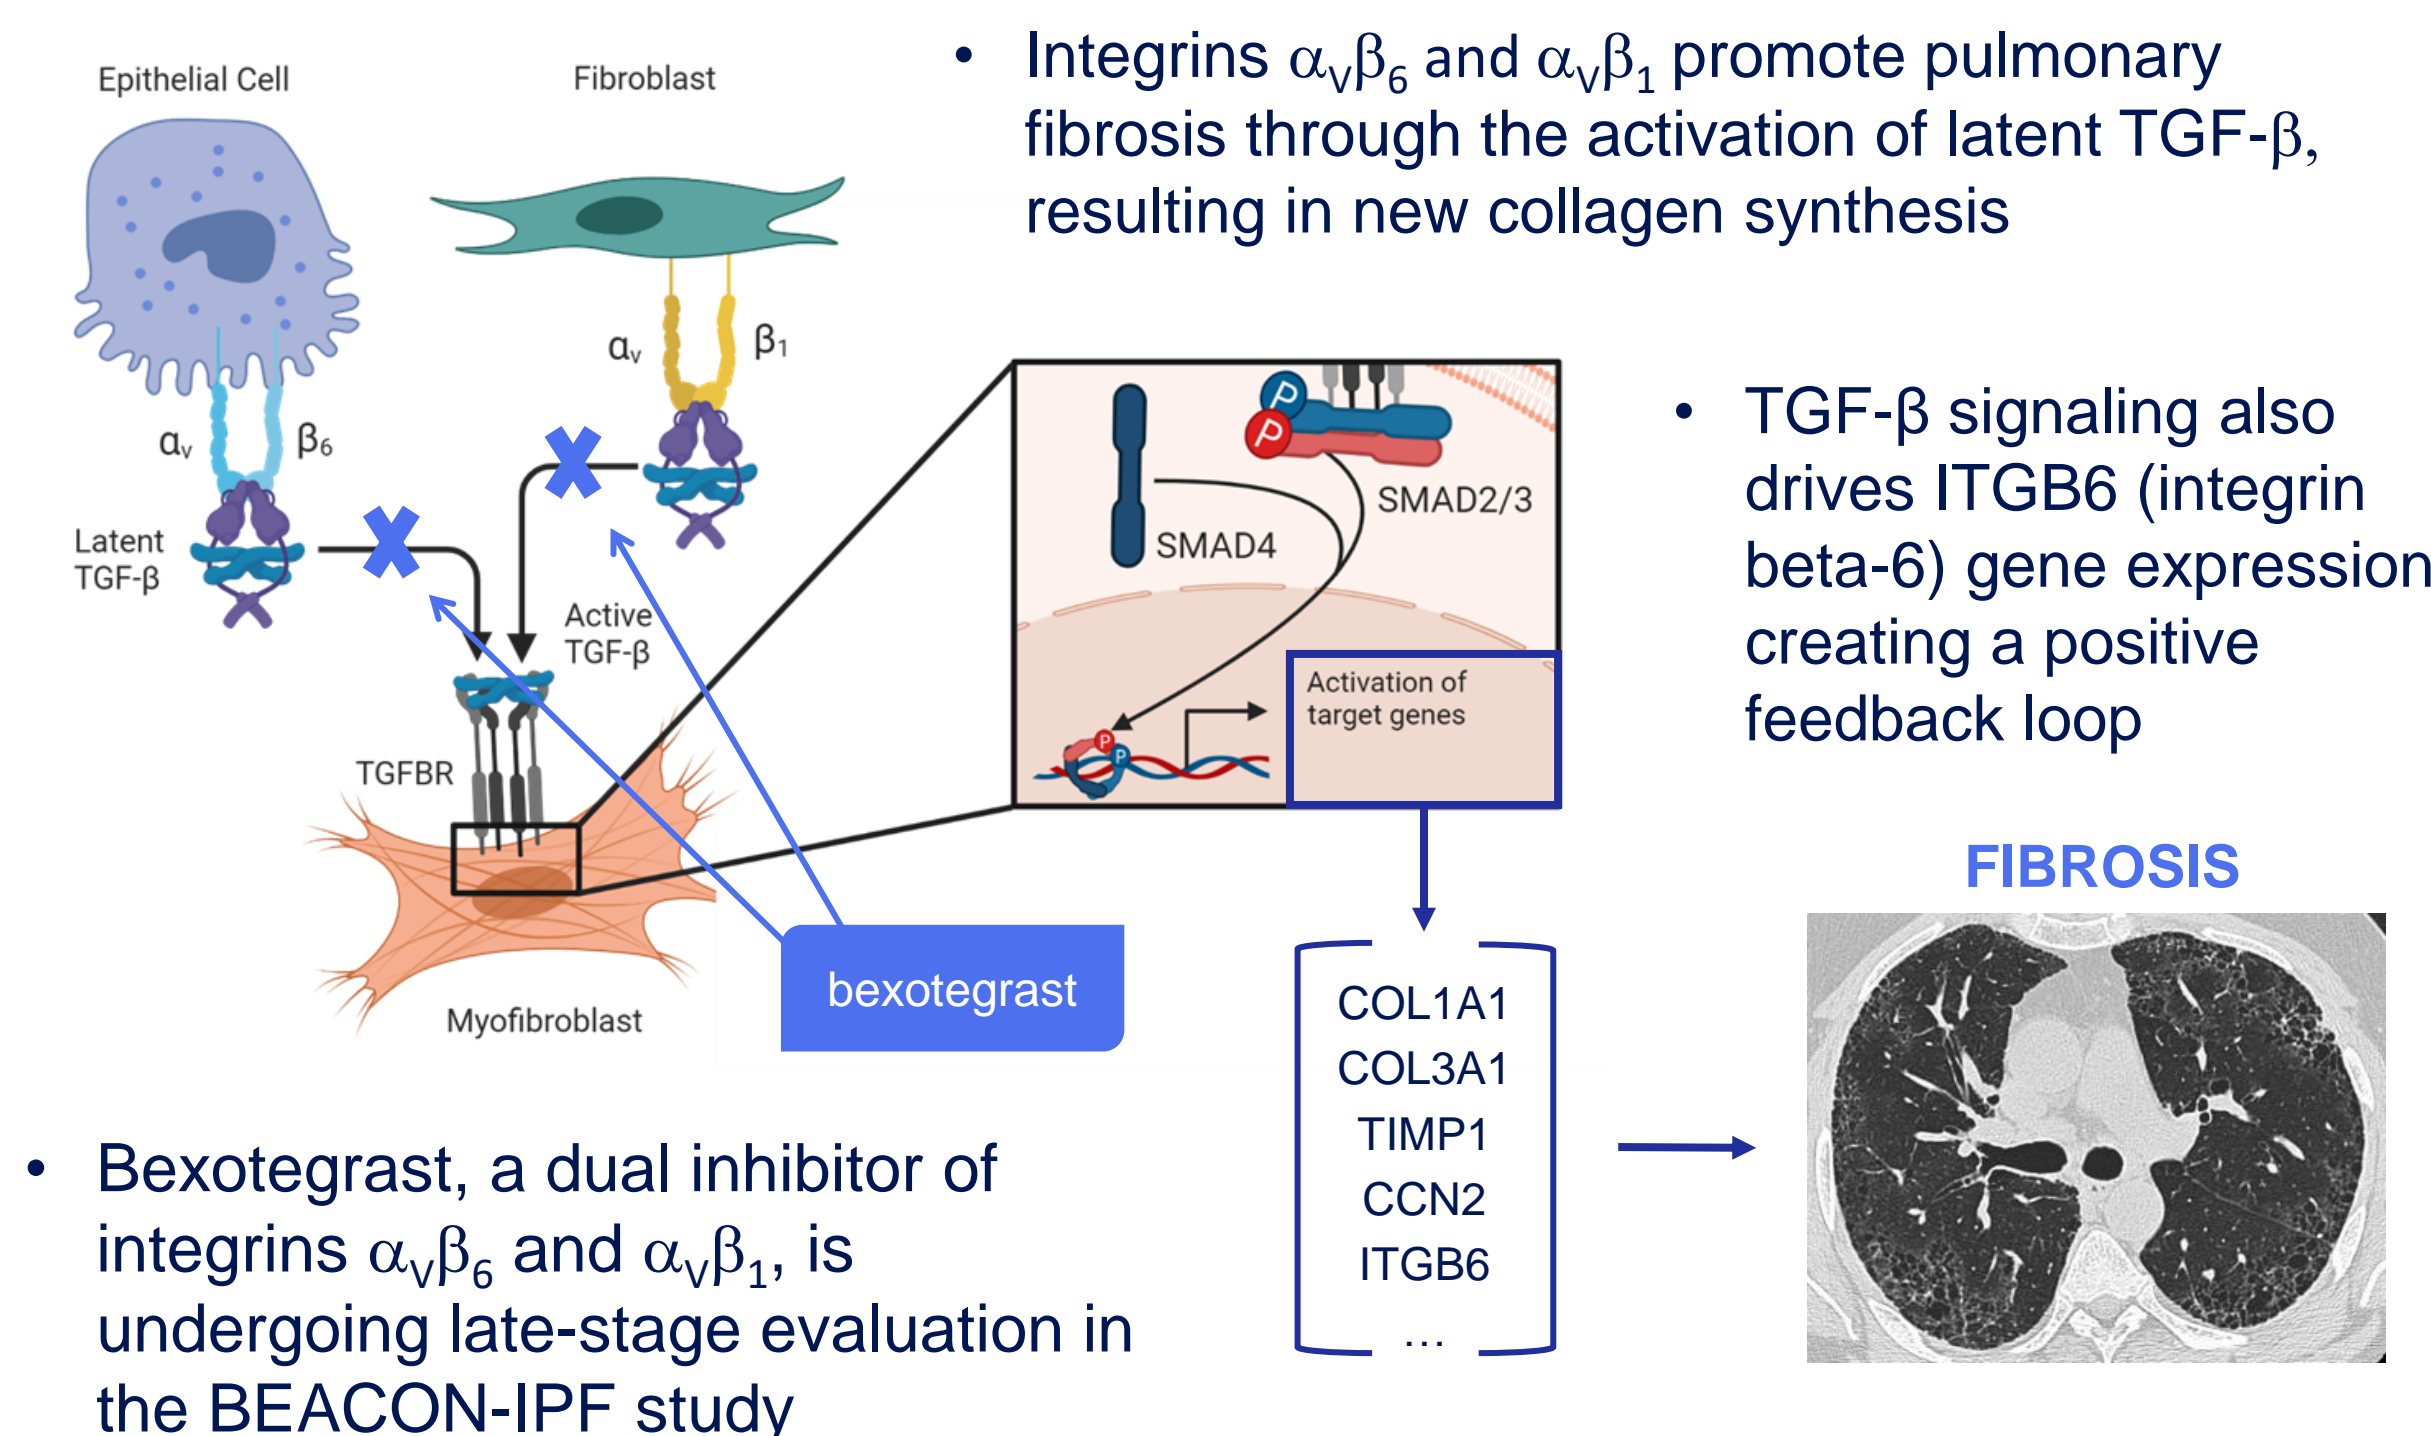 Epithelial Cell
Fibroblast
• Integrins αVβ6 and αVβ1 promote pulmonary
fibrosis through the activation of latent TGF-β,
resulting in new collagen synthesis
αv
β1
αv
β6
Latent
TGF-β
Active
TGF-β
TGFBR
Myofibroblast
bexotegrast
P
P
SMAD2/3
SMAD4
Activation of
target genes
P
P
• TGF-β signaling also
drives ITGB6 (integrin
beta-6) gene expression
creating a positive
feedback loop
COL1A1
COL3A1
TIMP1
CCN2
ITGB6
…
FIBROSIS
• Bexotegrast, a dual inhibitor of
integrins αVβ6 and αVβ1, is
undergoing late-stage evaluation in
the BEACON-IPF study